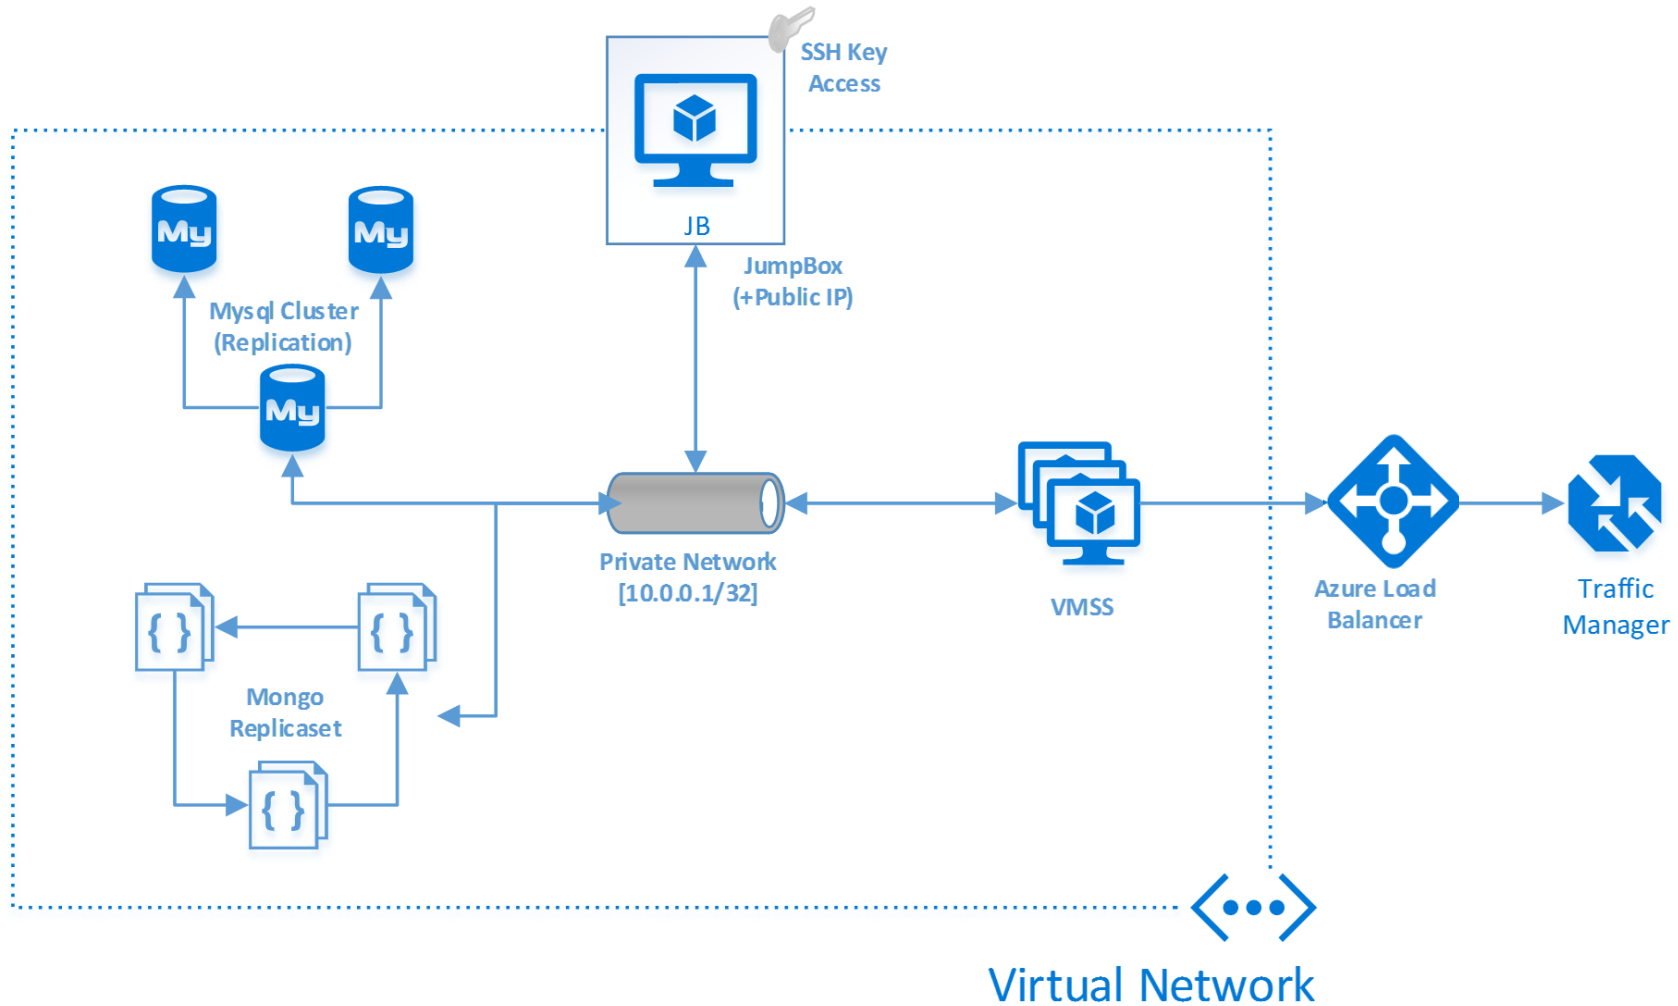 SSH Key
Access
JB
JumpBox
(+Public IP)
My
My
Mysql Cluster
(Replication)
My
Private Network
[10.0.0.1/32]
VMSS
Azure Load
Balancer
Traffic
Manager
{ }
{ }
Mongo
Replicaset
{ }
Virtual Network